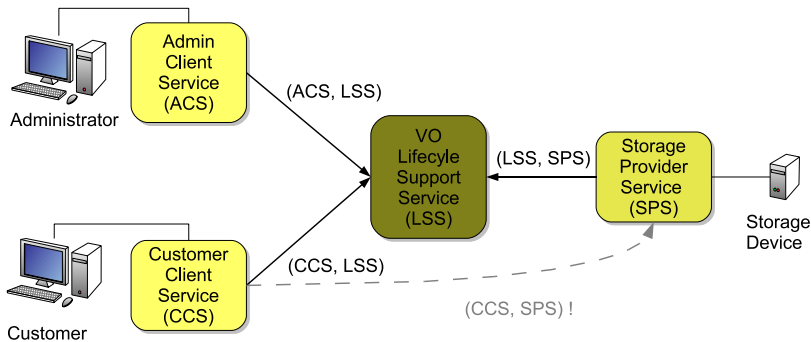 Admin
Client
Service
(ACS)
Administrator
(ACS, LSS)
VO
Lifecyle
Support
Service
(LSS)
(LSS, SPS)
Storage
Provider
Service
(SPS)
Storage
Device
Customer
Client
Service
(CCS)
Customer
(CCS, LSS)
(CCS, SPS) !